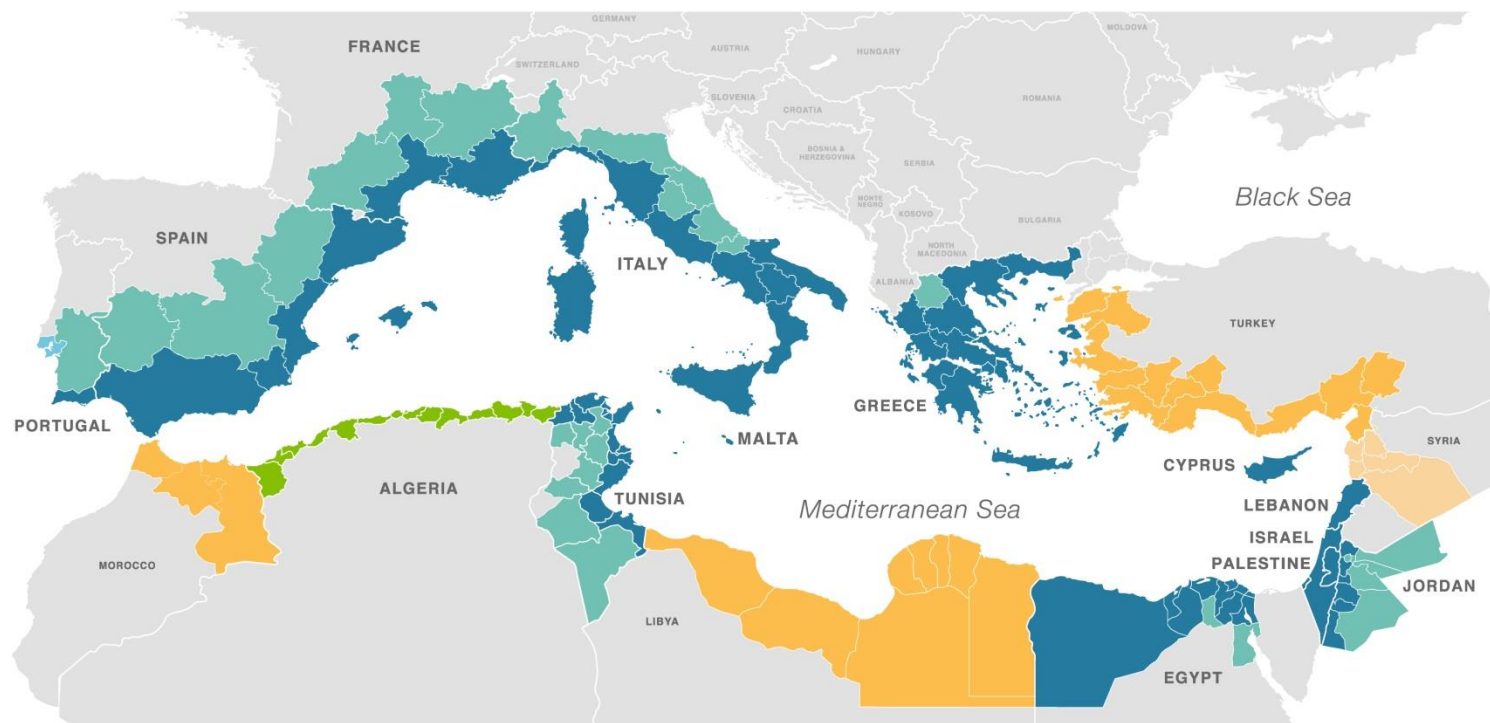 GERMANY
MOLDOVA
FRANCE
AUSTRIA
HUNGARY
SWITZERLAND
SLOVENIA
ROMANIA
CROATIA
BOSNIA &
HERZEGOVINA
SERBIA
MONTE
NEGRO
Black Sea
KOSOVO
BULGARIA
SPAIN
NORTH
MACEDONIA
ITALY
ALBANIA
TURKEY
GREECE
PORTUGAL
MALTA
SYRIA
CYPRUS
ALGERIA
TUNISIA
LEBANON
Mediterranean Sea
ISRAEL
PALESTINE
MOROCCO
JORDAN
LIBYA
EGYPT